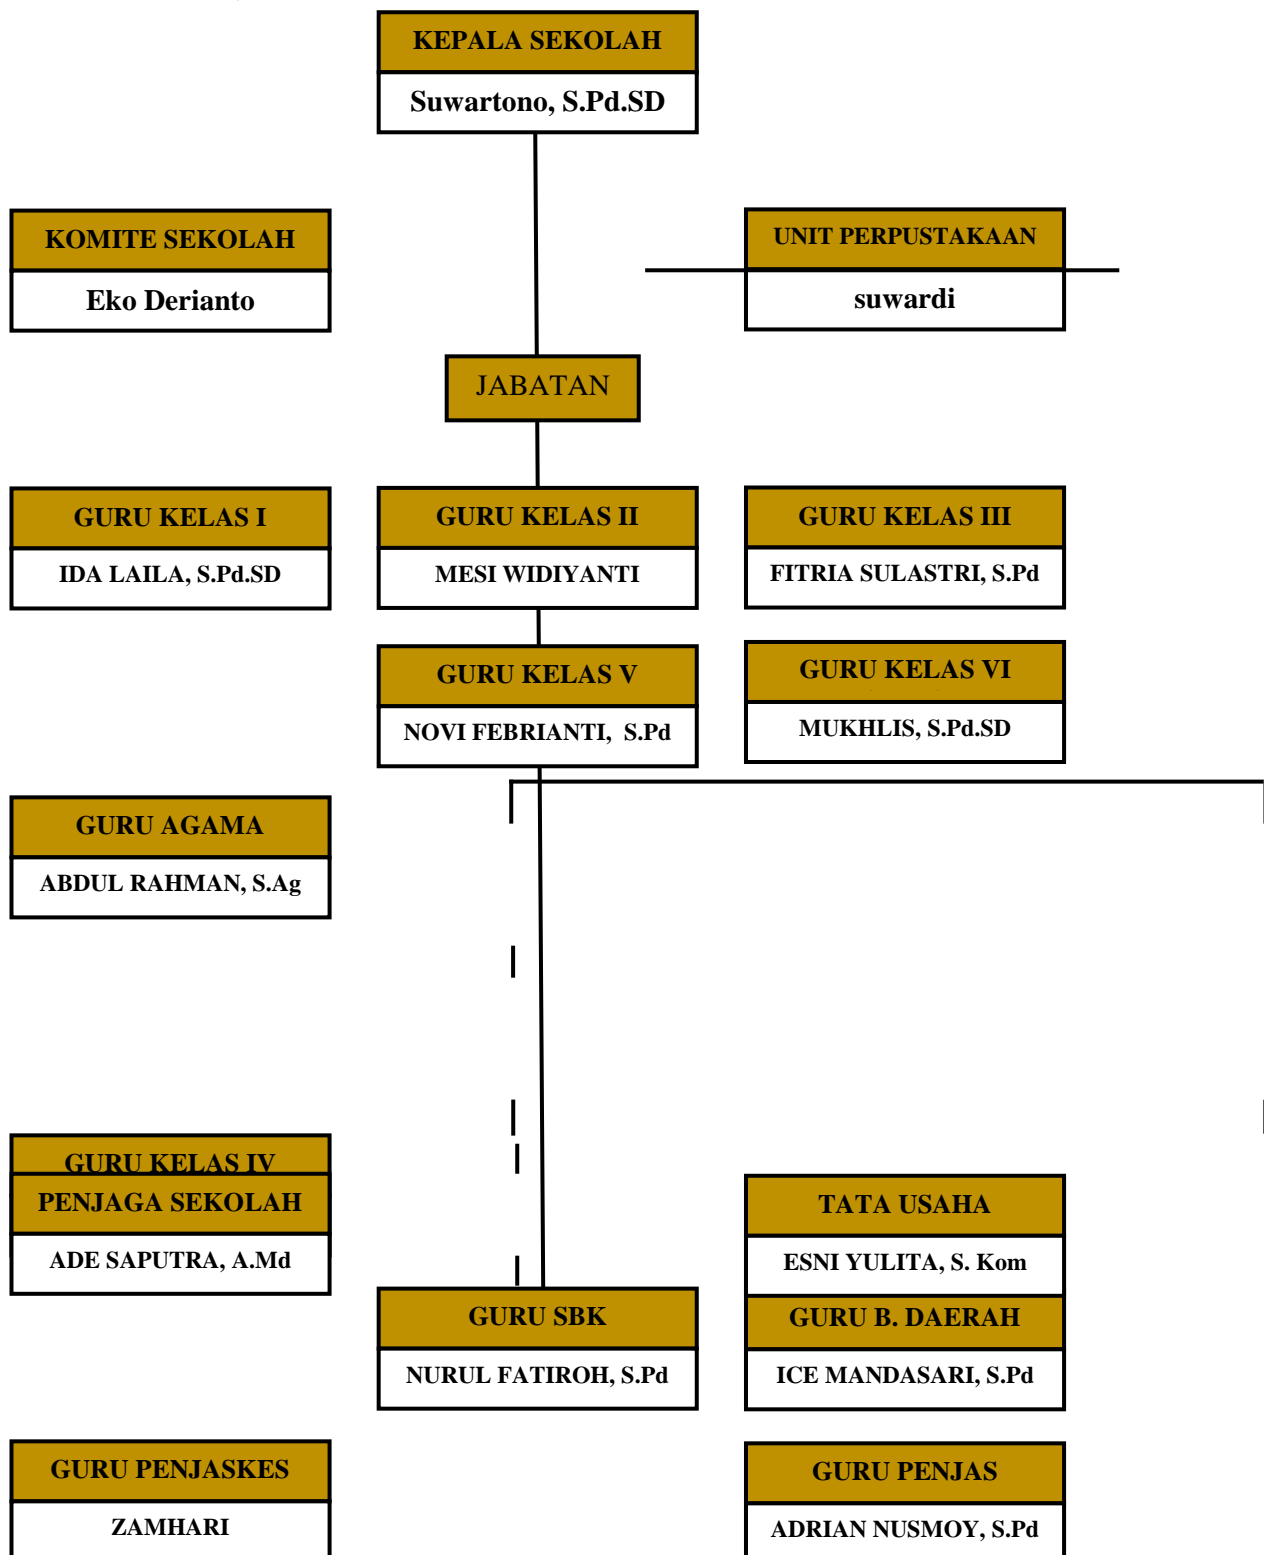 KEPALA SEKOLAH
Suwartono, S.Pd.SD
KOMITE SEKOLAH
Eko Derianto
UNIT PERPUSTAKAAN
suwardi
JABATAN
GURU KELAS I
IDA LAILA, S.Pd.SD
GURU KELAS II
MESI WIDIYANTI
GURU KELAS III
FITRIA SULASTRI, S.Pd
GURU KELAS V
NOVI FEBRIANTI, S.Pd
GURU KELAS VI
MUKHLIS, S.Pd.SD
GURU AGAMA
ABDUL RAHMAN, S.Ag
GURU KELAS IV
PENJAGA SEKOLAH
ADE SAPUTRA, A.Md
TATA USAHA
ESNI YULITA, S. Kom
GURU SBK
NURUL FATIROH, S.Pd
GURU B. DAERAH
ICE MANDASARI, S.Pd
GURU PENJASKES
ZAMHARI
GURU PENJAS
ADRIAN NUSMOY, S.Pd